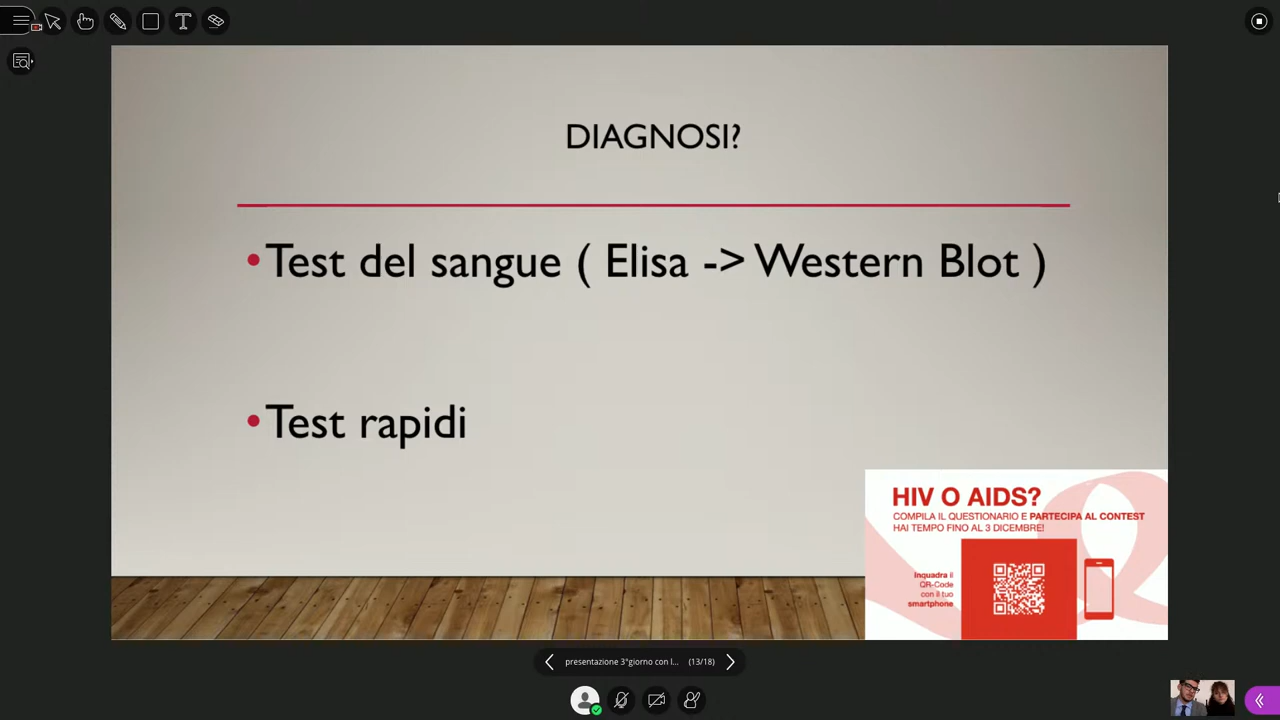 DIAGNOSI?
•Test del sangue ( Elisa -> Western Blot )
•Test rapidi
HIV O AIDS?
COMPILA IL QUESTIONARIO E PARTECIPA AL CONTEST
HAI TEMPO FINO AL 3 DICEMBRE!
Inquadra il
QR-Code
con il tuo
smartphone
presentazione 3°giorno con l... (13/18)